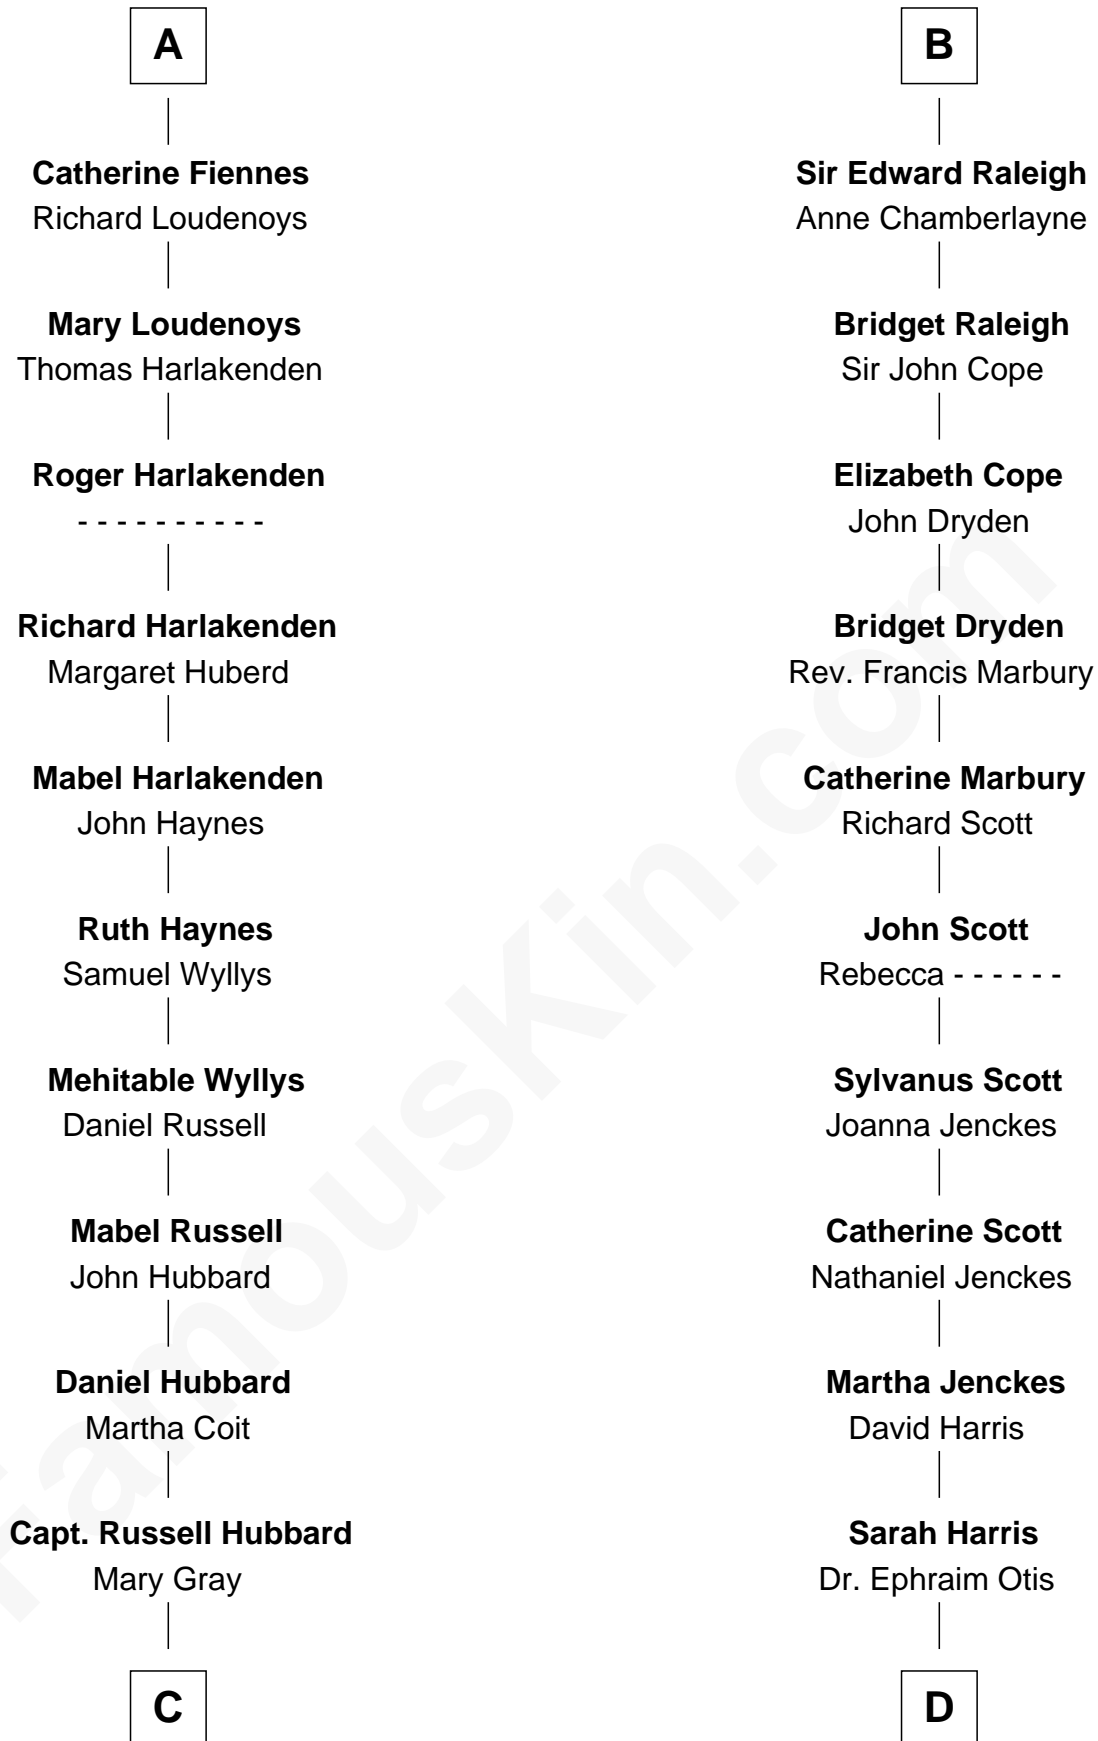 A
Catherine Fiennes
Richard Loudenoys
Mary Loudenoys
Thomas Harlakenden
Roger Harlakenden
- - - - - - - - - -
Richard Harlakenden
Margaret Huberd
Mabel Harlakenden
John Haynes
Ruth Haynes
Samuel Wyllys
Mehitable Wyllys
Daniel Russell
Mabel Russell
John Hubbard
Daniel Hubbard
Martha Coit
Capt. Russell Hubbard
Mary Gray
C
B
Sir Edward Raleigh
Anne Chamberlayne
Bridget Raleigh
Sir John Cope
Elizabeth Cope
John Dryden
Bridget Dryden
Rev. Francis Marbury
Catherine Marbury
Richard Scott
John Scott
Rebecca - - - - - -
Sylvanus Scott
Joanna Jenckes
Catherine Scott
Nathaniel Jenckes
Martha Jenckes
David Harris
Sarah Harris
Dr. Ephraim Otis
D
FamousKin.com